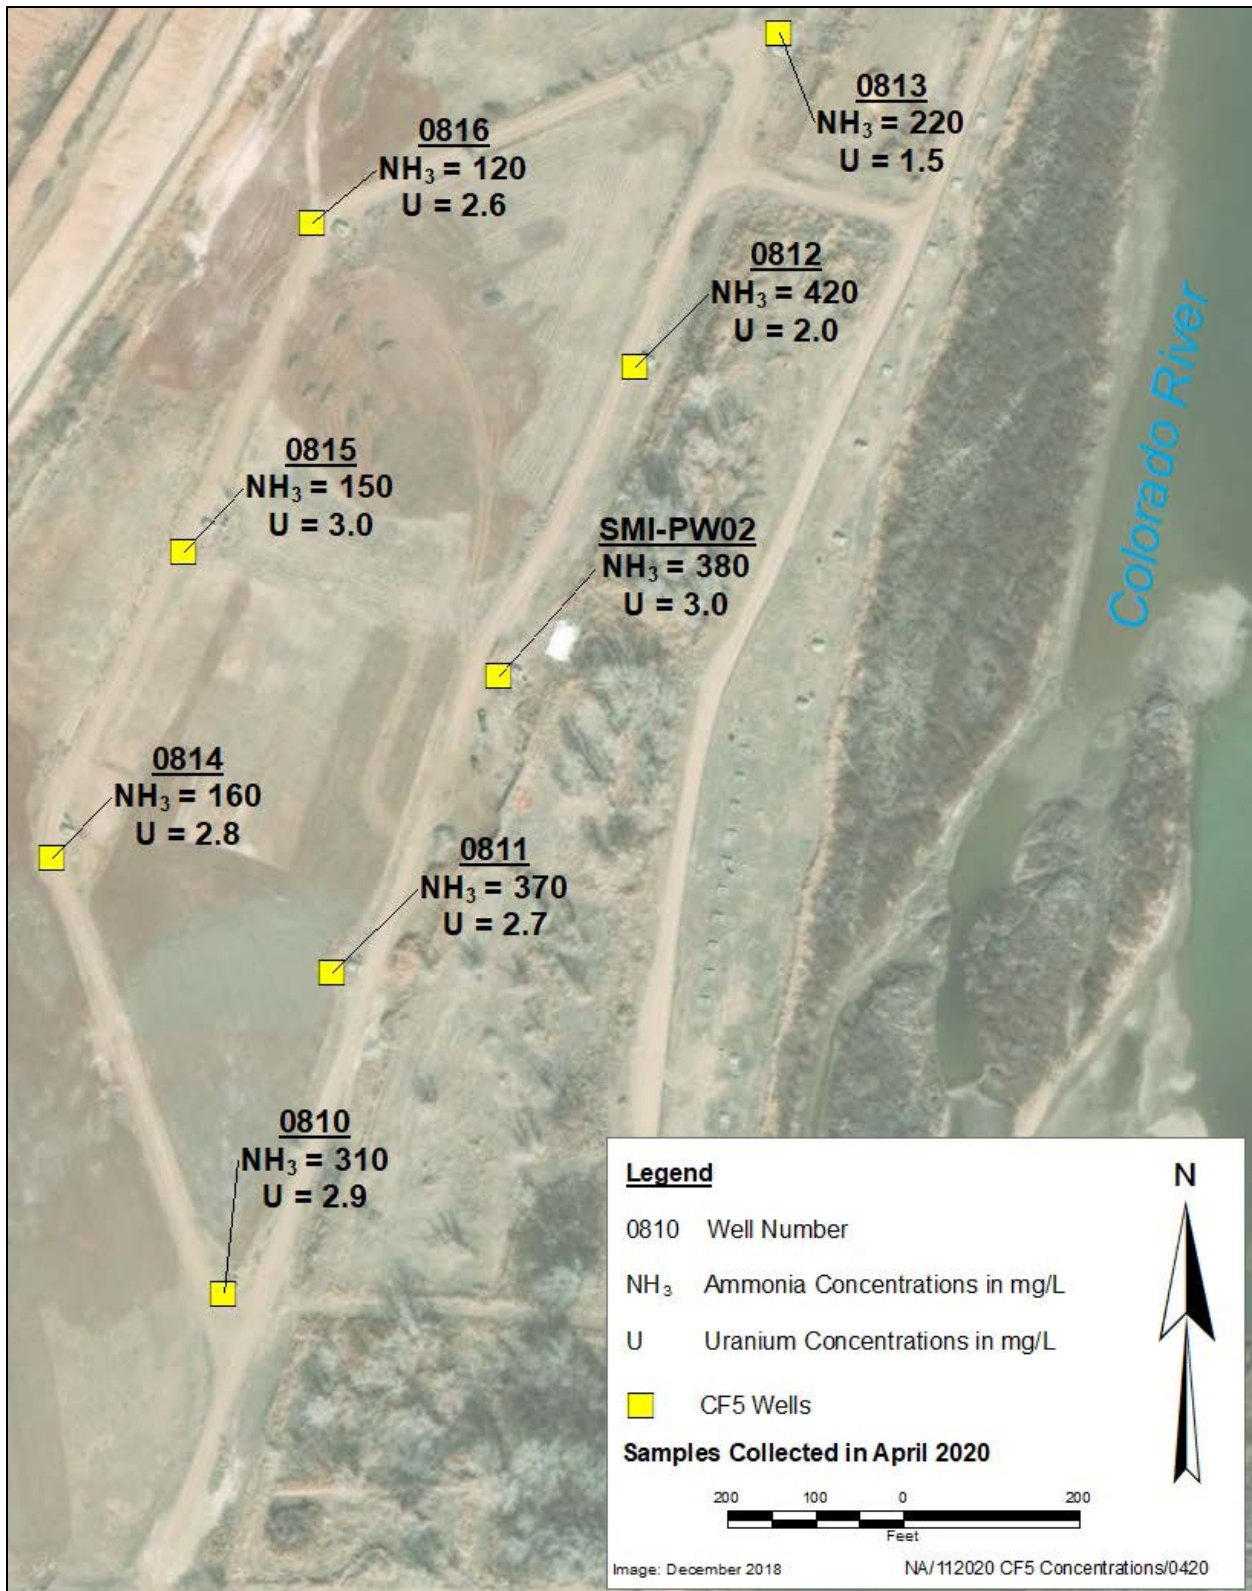 0813
NH₃ = 220
U = 1.5
0816
NH₃ = 120
U = 2.6
0812
NH₃ = 420
U = 2.0
Colorado River
0815
NH₃ = 150
U = 3.0
SMI-PW02
NH₃ = 380
U = 3.0
0814
NH₃ = 160
U = 2.8
0811
NH₃ = 370
U = 2.7
0810
NH₃ = 310
U = 2.9
Legend
N
0810 Well Number
NH₃ Ammonia Concentrations in mg/L
U Uranium Concentrations in mg/L
CF5 Wells
Samples Collected in April 2020
200 100 0 200
Feet
Image: December 2018 NA/112020 CF5 Concentrations/0420